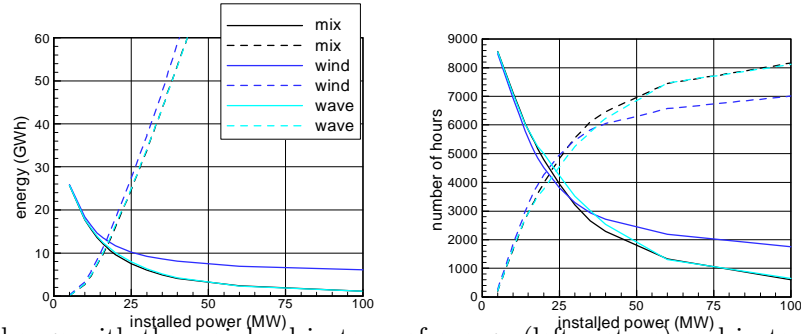 mix
mix
wind
wind
wave
wave
60
50
40
30
20
10
0
energy (GWh)
0
25
50
75
100
installed power (MW)
9000
8000
7000
6000
5000
4000
3000
2000
1000
0
number of hours
0
25
50
75
100
installed power (MW)